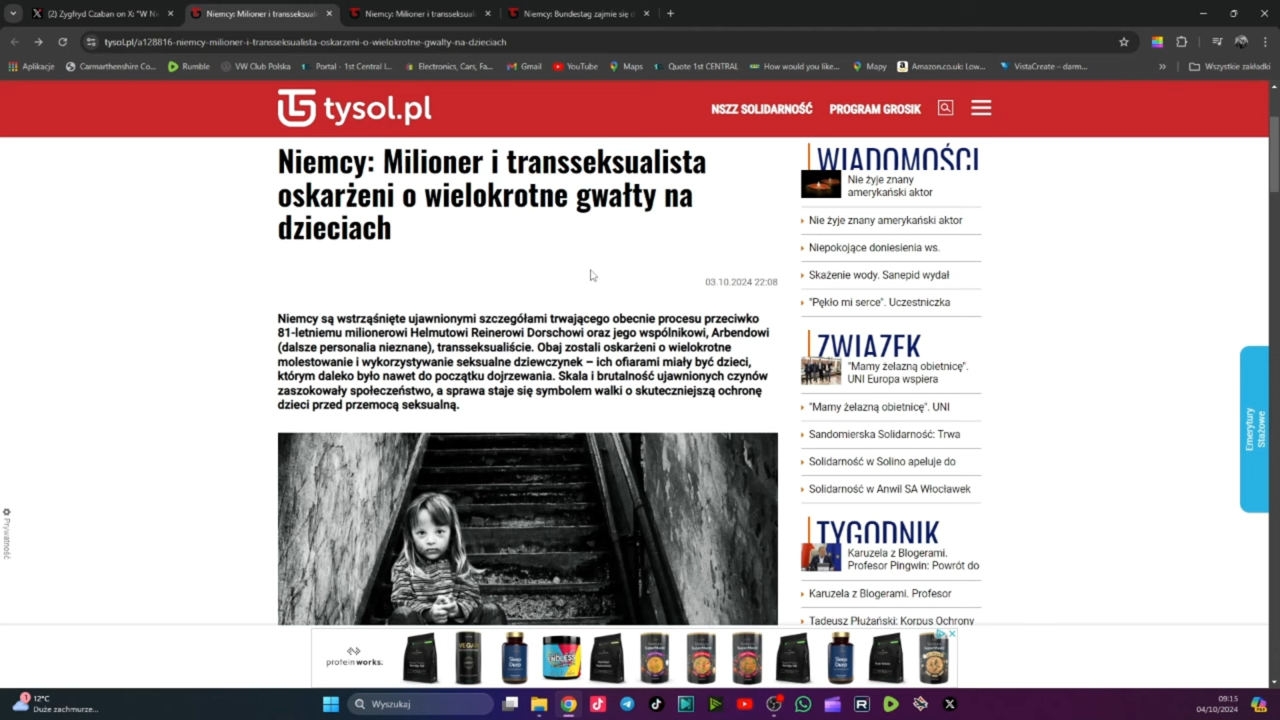 (2) Zygfryd Czaban on X: "W Ni
Niemcy: Milioner i transseksual
Niemcy: Milioner i transseksual
Niemcy: Bundestag zajmie się o
tysol.pl/a128816-niemcy-milioner-i-transseksualista-oskarzeni-o-wielokrotne-gwalty-na-dzieciach
Aplikacje
Carmarthenshire Co...
Rumble
VW Club Polska
Portal - 1st Central I...
Electronics, Cars, Fa...
Gmail
YouTube
Maps
Quote 1st CENTRAL
How would you like...
Mapy
Amazon.co.uk: Low...
VistaCreate – darm...
Wszystkie zakładki
tysol.pl
NSZZ SOLIDARNOŚĆ
PROGRAM GROSIK
Niemcy: Milioner i transseksualista
oskarżeni o wielokrotne gwałty na
dzieciach
03.10.2024 22:08
Niemcy są wstrząśnięte ujawnionymi szczegółami trwającego obecnie procesu przeciwko
81-letniemu milionerowi Helmutowi Reinerowi Dorschowi oraz jego wspólnikowi, Arbendowi
(dalsze personalia nieznane), transseksualiście. Obaj zostali oskarżeni o wielokrotne
molestowanie i wykorzystywanie seksualne dziewczynek – ich ofiarami miały być dzieci,
którym daleko było nawet do początku dojrzewania. Skala i brutalność ujawnionych czynów
zaszokowały społeczeństwo, a sprawa staje się symbolem walki o skuteczniejszą ochronę
dzieci przed przemocą seksualną.
WIADOMOŚCI
Nie żyje znany
amerykański aktor
Nie żyje znany amerykański aktor
Niepokojące doniesienia ws.
Skażenie wody. Sanepid wydał
"Pękło mi serce". Uczestniczka
ZWIĄZEK
"Mamy żelazną obietnicę".
UNI Europa wspiera
"Mamy żelazną obietnicę". UNI
Sandomierska Solidarność: Trwa
Solidarność w Solino apeluje do
Solidarność w Anwil SA Włocławek
TYGODNIK
Karuzela z Blogerami.
Profesor Pingwin: Powrót do
Karuzela z Blogerami. Profesor
Tadeusz Płużański: Korpus Ochrony
Emerytury
Stażowe
Prywatność
protein works.
1
12°C
Duże zachmurze...
Wyszukaj
09:15
04/10/2024